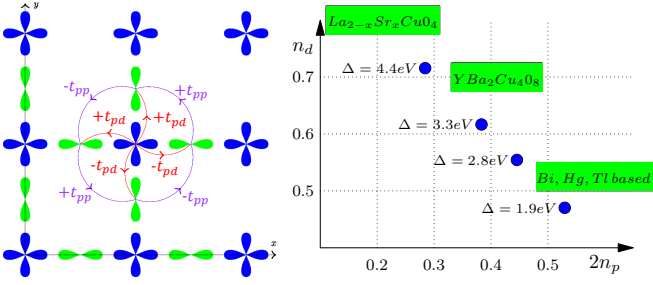 y
-t_pp
+t_pp
+t_pd
+t_pd
-t_pd
-t_pd
+t_pp
-t_pp
x
La_{2-x}Sr_xCu0_4
n_d
Δ = 4.4eV
0.7
YBa_2Cu_40_8
Δ = 3.3eV
0.6
Δ = 2.8eV
Bi, Hg, Tl based
0.5
Δ = 1.9eV
0.2 0.3 0.4 0.5 2n_p